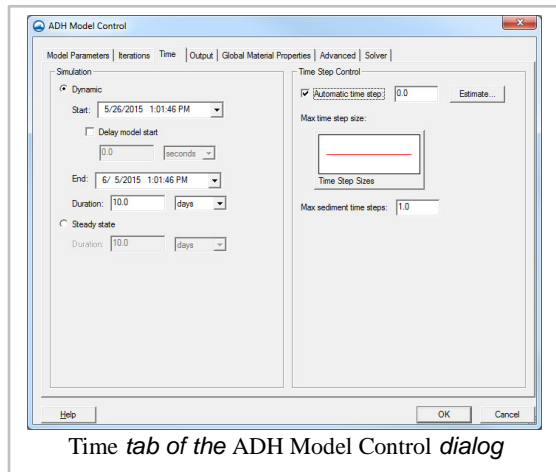 ADH Model Control
Model Parameters Iterations Time Output Global Material Properties Advanced Solver
Simulation
Dynamic
Start: 5/26/2015 1:01:46 PM
Delay model start
0.0 seconds
End: 6/ 5/2015 1:01:46 PM
Duration: 10.0 days
Steady state
Duration: 10.0 days
Time Step Control
Automatic time step: 0.0 Estimate...
Max time step size:
Time Step Sizes
Max sediment time steps: 1.0
Help OK Cancel
Time tab of the ADH Model Control dialog